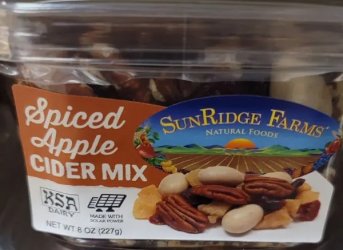 Spiced
Apple
CIDER MIX
SUNRIDGE FARMS
NATURAL FOODS
KSA
DAIRY
MADE WITH
SOLAR POWER
NET WT 8 OZ (227g)